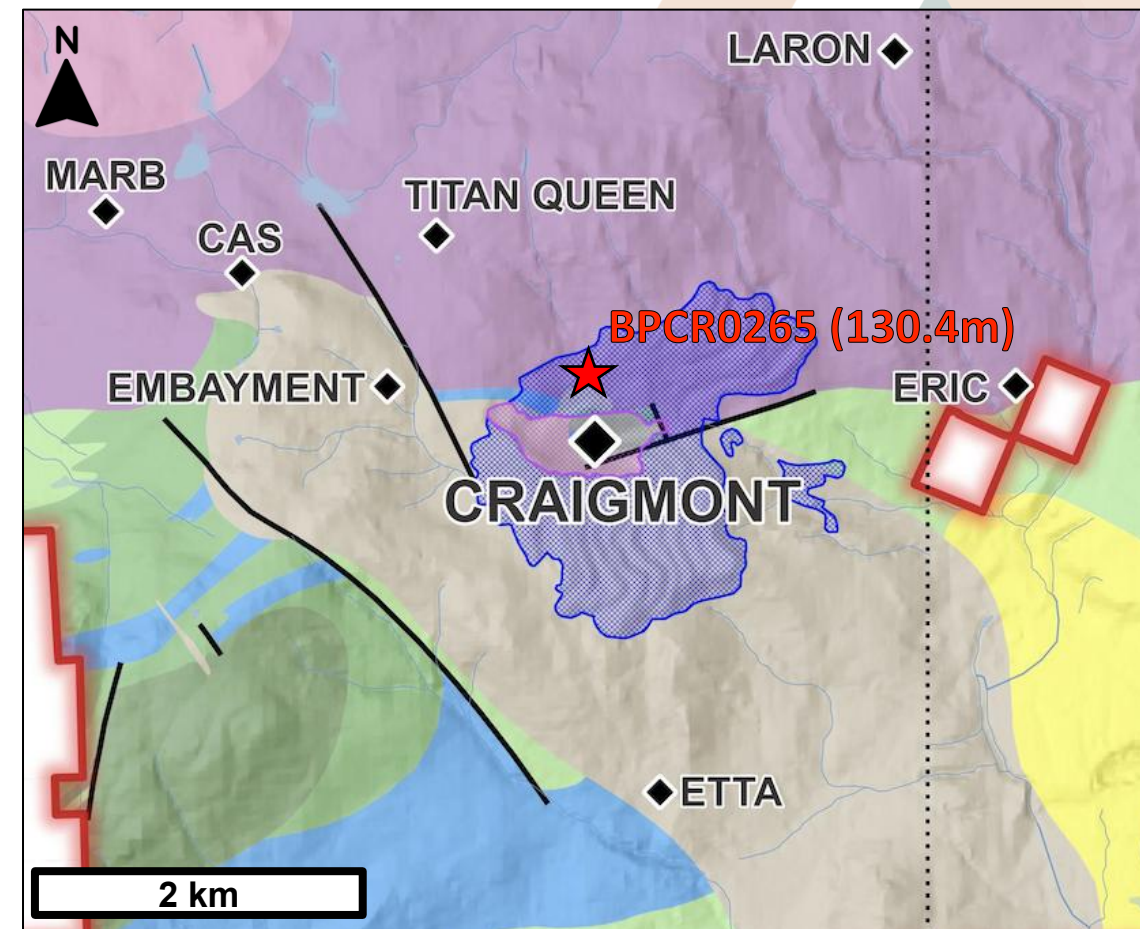 N
LARON
MARB
TITAN QUEEN
CAS
BPCR0265 (130.4m)
EMBAYMENT
ERIC
CRAIGMONT
ETTA
2 km